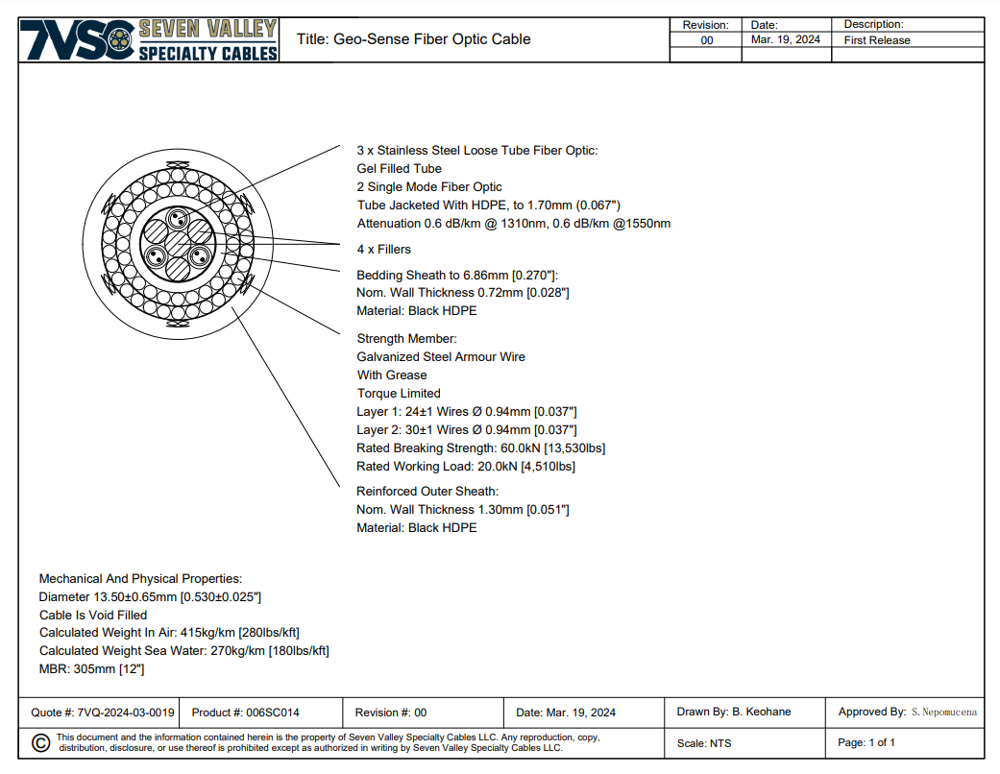 7VSC SEVEN VALLEY
SPECIALTY CABLES
Title: Geo-Sense Fiber Optic Cable
Revision: Date: Description:
00 Mar. 19, 2024 First Release
3 x Stainless Steel Loose Tube Fiber Optic:
Gel Filled Tube
2 Single Mode Fiber Optic
Tube Jacketed With HDPE, to 1.70mm (0.067")
Attenuation 0.6 dB/km @ 1310nm, 0.6 dB/km @1550nm
4 x Fillers
Bedding Sheath to 6.86mm [0.270"]:
Nom. Wall Thickness 0.72mm [0.028"]
Material: Black HDPE
Strength Member:
Galvanized Steel Armour Wire
With Grease
Torque Limited
Layer 1: 24±1 Wires Ø 0.94mm [0.037"]
Layer 2: 30±1 Wires Ø 0.94mm [0.037"]
Rated Breaking Strength: 60.0kN [13,530lbs]
Rated Working Load: 20.0kN [4,510lbs]
Reinforced Outer Sheath:
Nom. Wall Thickness 1.30mm [0.051"]
Material: Black HDPE
Mechanical And Physical Properties:
Diameter 13.50±0.65mm [0.530±0.025"]
Cable Is Void Filled
Calculated Weight In Air: 415kg/km [280lbs/kft]
Calculated Weight Sea Water: 270kg/km [180lbs/kft]
MBR: 305mm [12"]
Quote #: 7VQ-2024-03-0019 Product #: 006SC014 Revision #: 00 Date: Mar. 19, 2024 Drawn By: B. Keohane Approved By: S.Nepomucena
© This document and the information contained herein is the property of Seven Valley Specialty Cables LLC. Any reproduction, copy,
distribution, disclosure, or use thereof is prohibited except as authorized in writing by Seven Valley Specialty Cables LLC.
Scale: NTS Page: 1 of 1